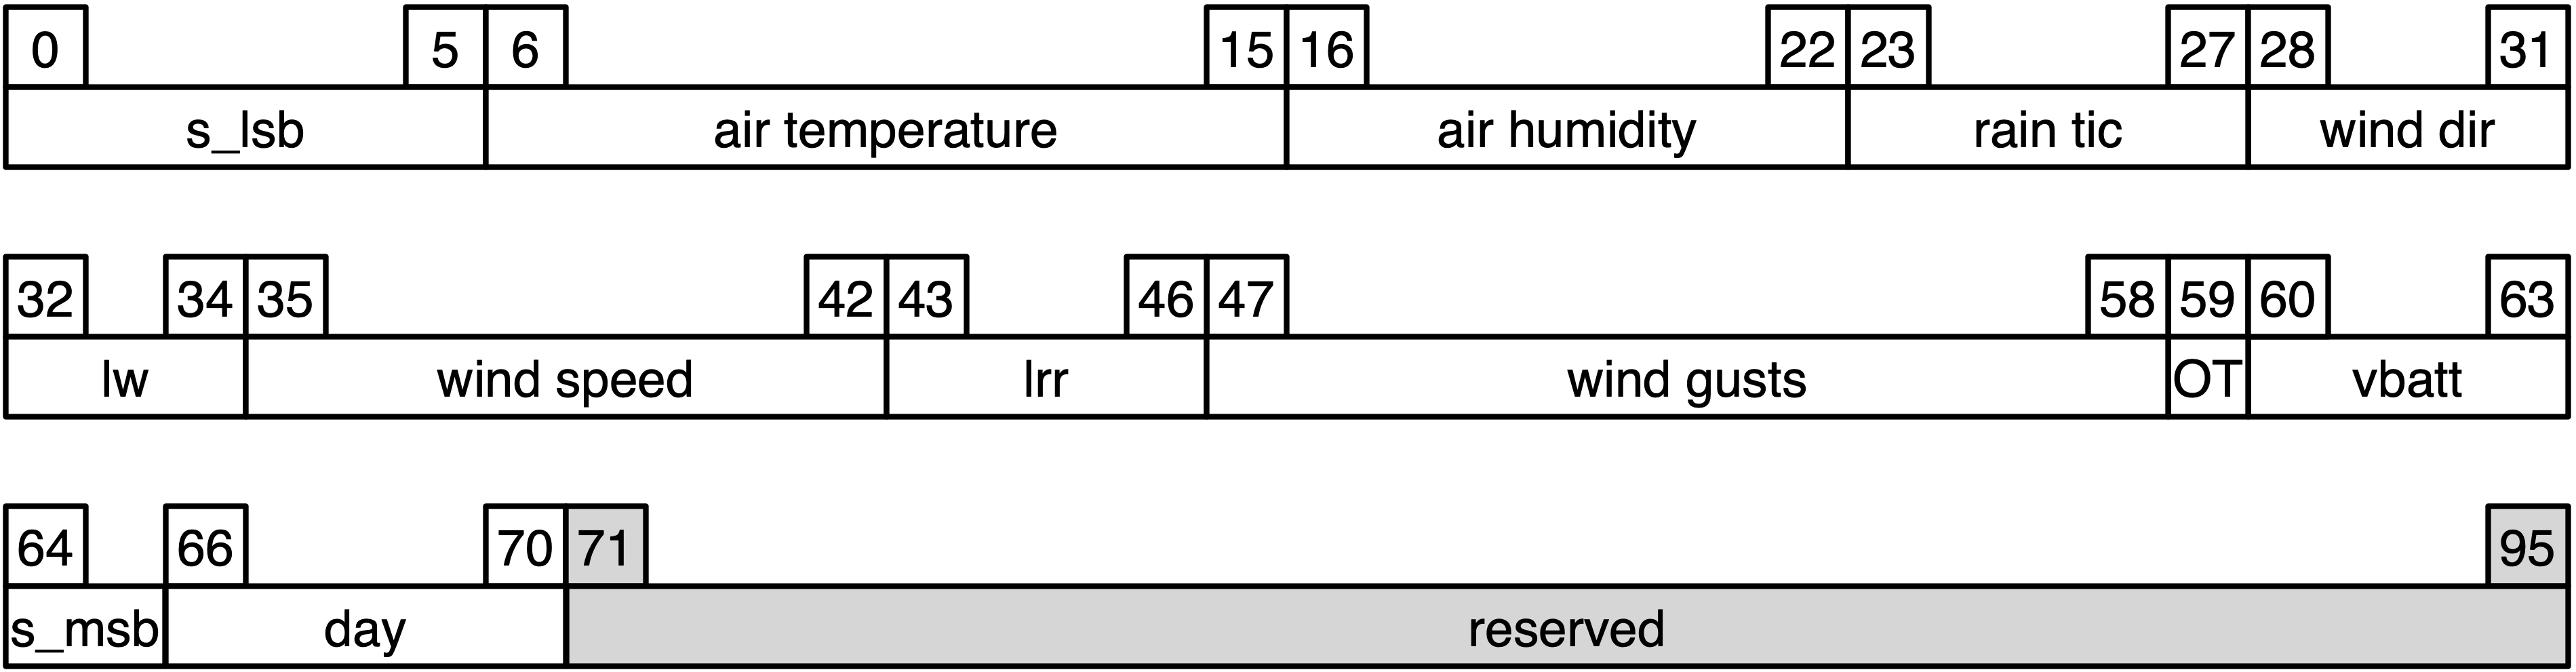 0 5 6 15 16 22 23 27 28 31
s_lsb air temperature air humidity rain tic wind dir
32 34 35 42 43 46 47 58 59 60 63
lw wind speed lrr wind gusts OT vbatt
64 66 70 71 95
s_msb day reserved